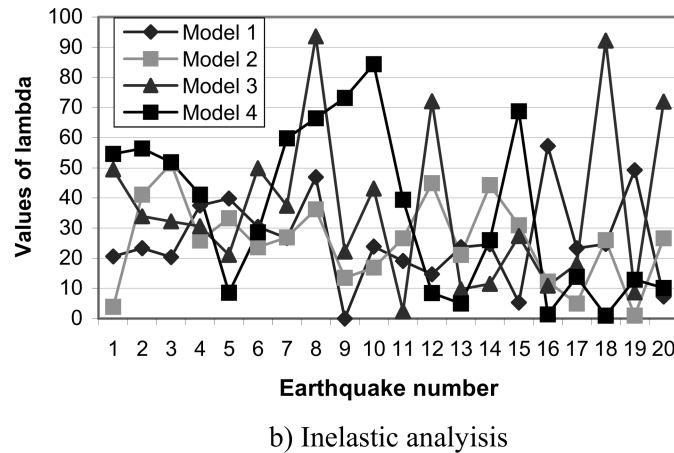 100
90
80
70
60
50
40
30
20
10
0
Values of lambda
Model 1
Model 2
Model 3
Model 4
1 2 3 4 5 6 7 8 9 10 11 12 13 14 15 16 17 18 19 20
Earthquake number
b) Inelastic analyisis